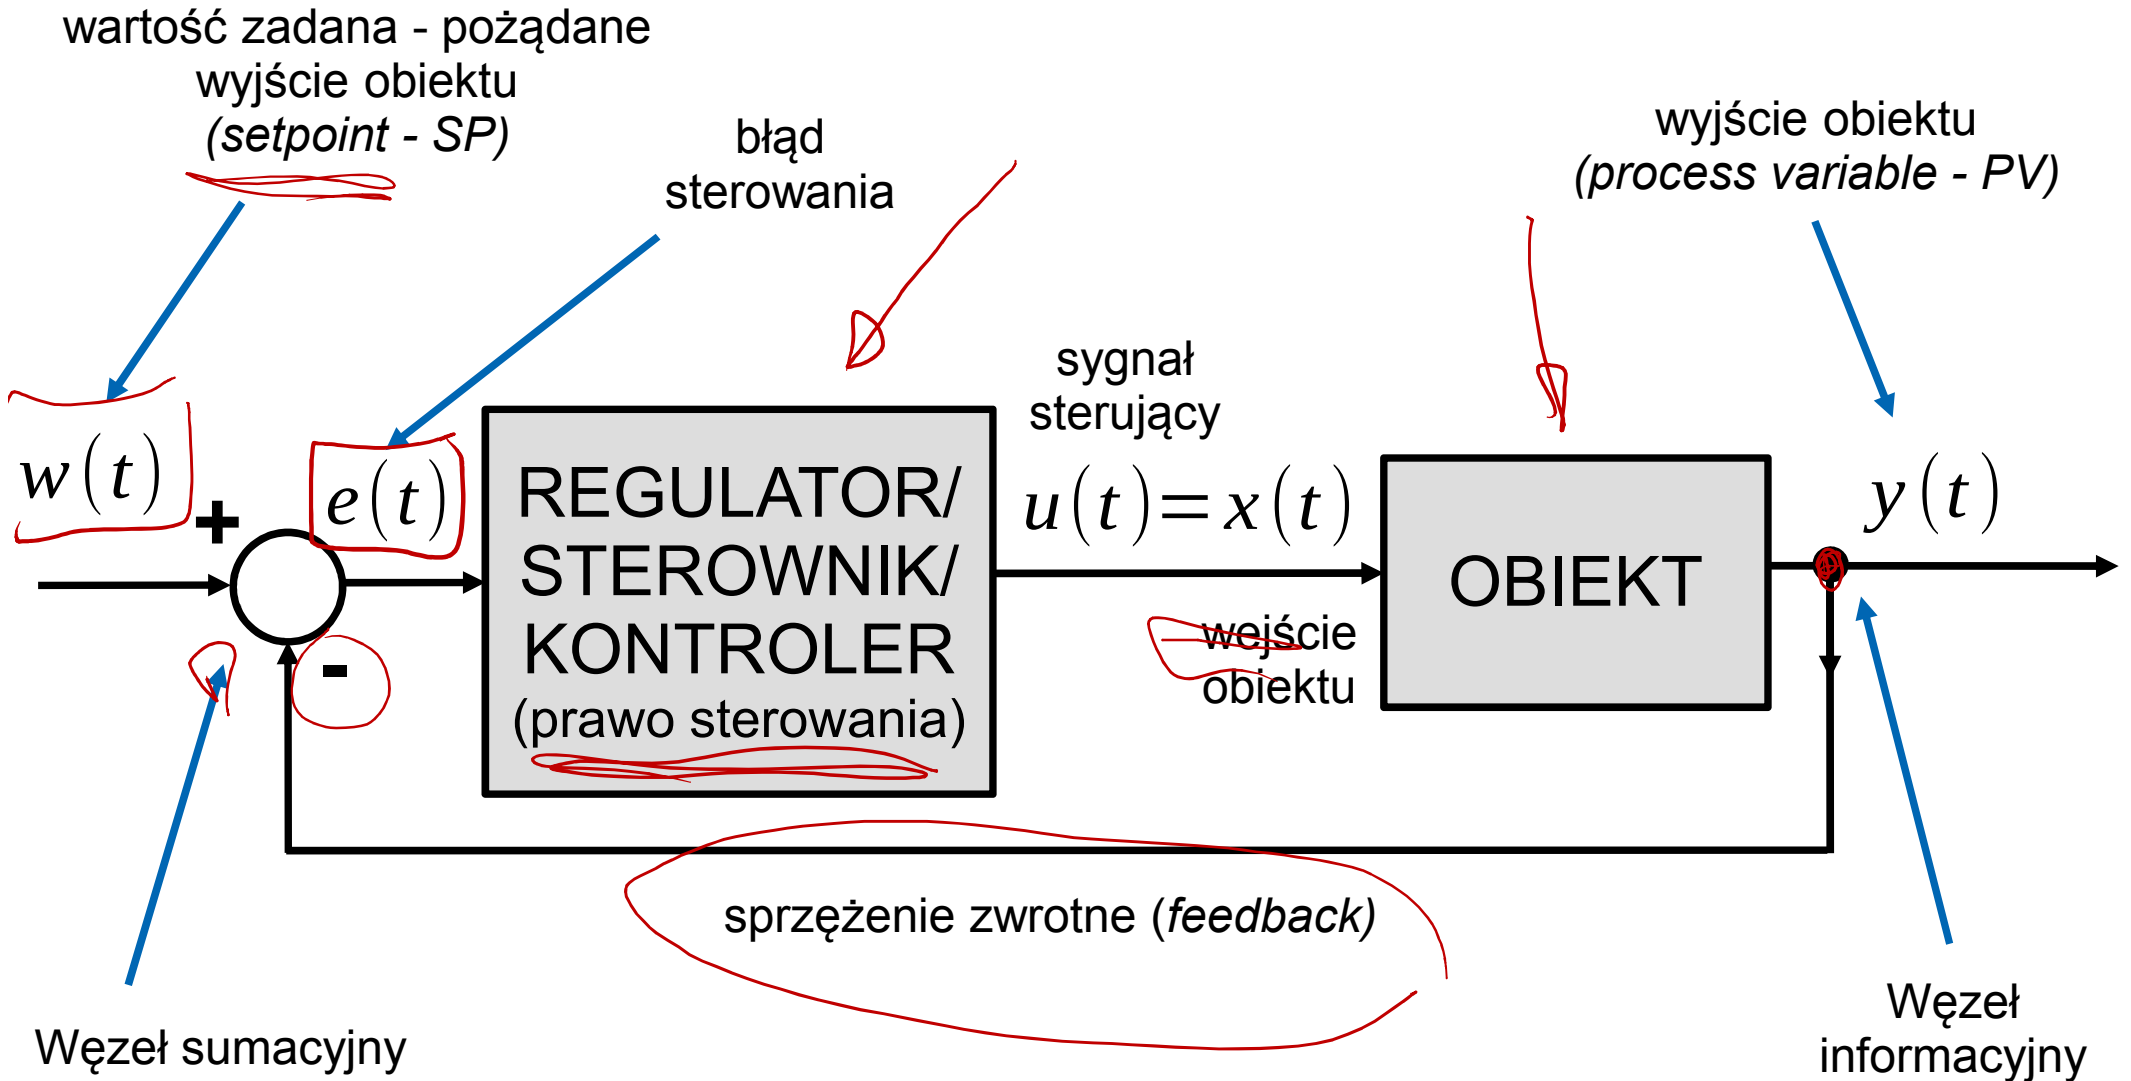 wartość zadana - pożądane
wyjście obiektu
(setpoint - SP)
błąd
sterowania
wyjście obiektu
(process variable - PV)
w(t)
+
e(t)
-
REGULATOR/
STEROWNIK/
KONTROLER
(prawo sterowania)
sygnał
sterujący
u(t)=x(t)
wejście
obiektu
OBIEKT
y(t)
sprzężenie zwrotne (feedback)
Węzeł sumacyjny
Węzeł
informacyjny